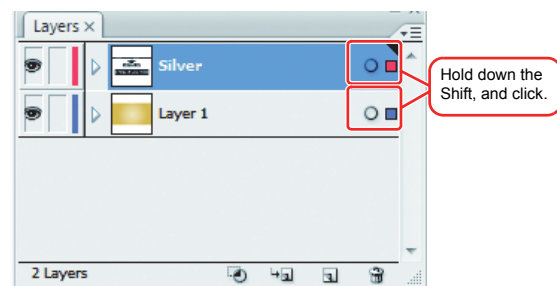 Layers ×
Silver
Layer 1
Hold down the
Shift, and click.
2 Layers